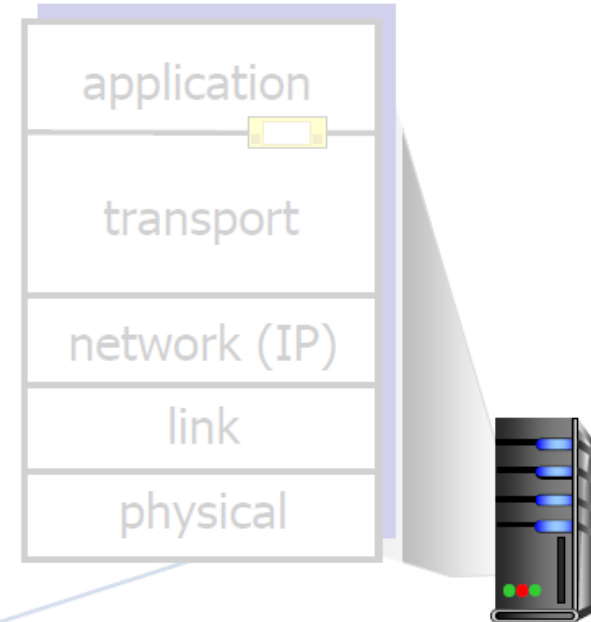 application
transport
network (IP)
link
physical